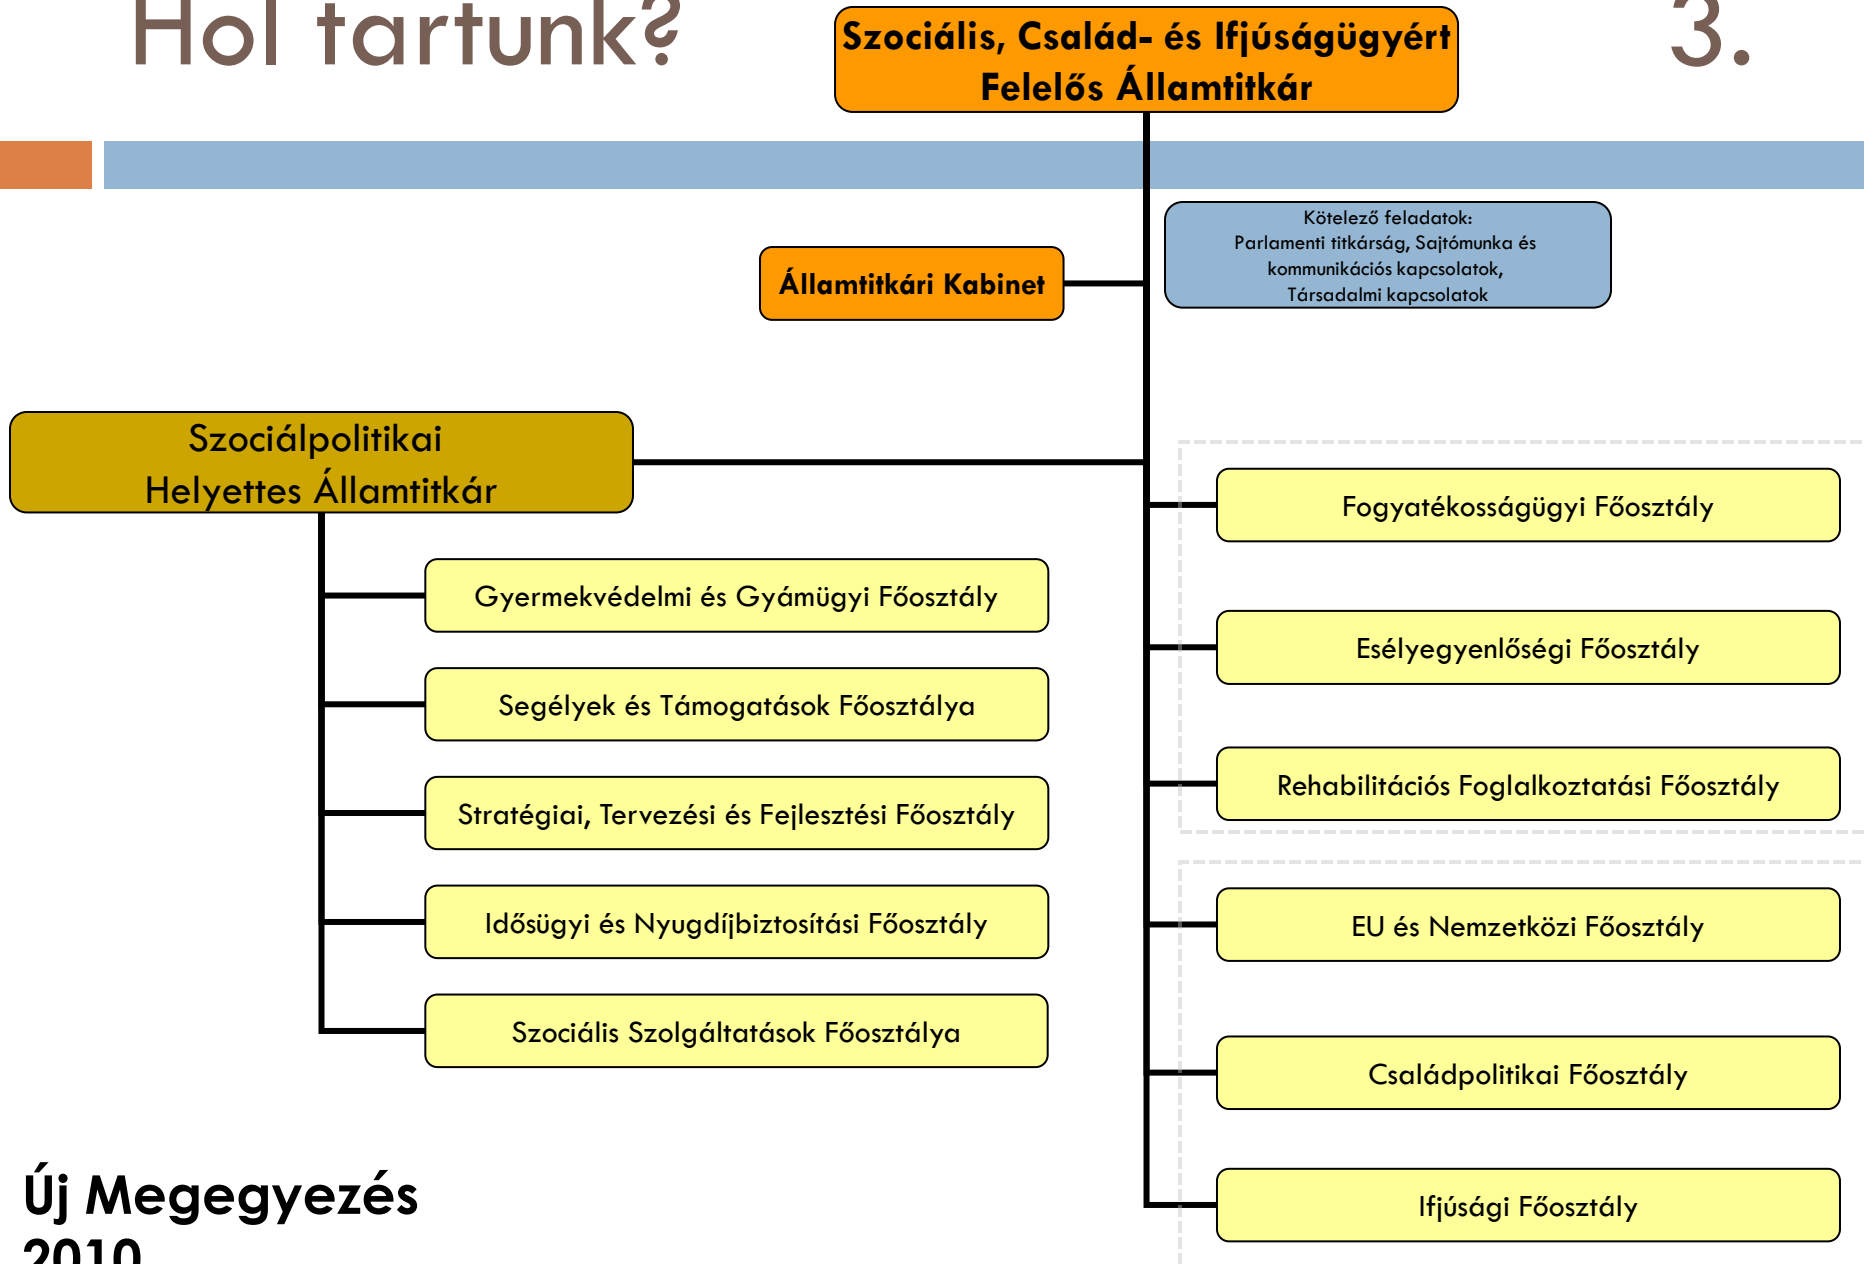 Hol tartunk?
3.
Szociális, Család- és Ifjúságügyért
Felelős Államtitkár
Kötelező feladatok:
Parlamenti titkárság, Sajtómunka és
kommunikációs kapcsolatok,
Társadalmi kapcsolatok
Államtitkári Kabinet
Szociálpolitikai
Helyettes Államtitkár
Gyermekvédelmi és Gyámügyi Főosztály
Segélyek és Támogatások Főosztálya
Stratégiai, Tervezési és Fejlesztési Főosztály
Idősügyi és Nyugdíjbiztosítási Főosztály
Szociális Szolgáltatások Főosztálya
Fogyatékosságügyi Főosztály
Esélyegyenlőségi Főosztály
Rehabilitációs Foglalkoztatási Főosztály
EU és Nemzetközi Főosztály
Családpolitikai Főosztály
Ifjúsági Főosztály
Új Megegyezés
2010